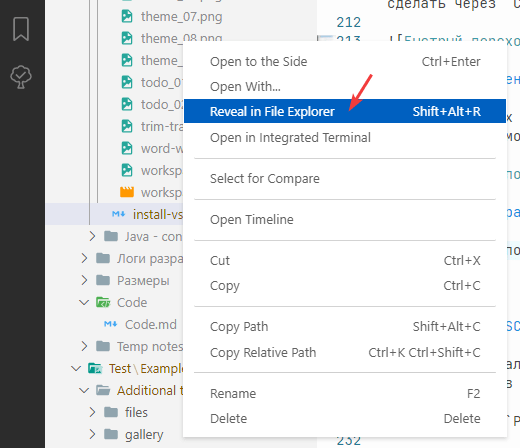 theme_07.png
theme_08.png
theme_
theme_
todo_0
trim-tra
word-w
workspa
workspa
install-vs
Java - con
Логи разра
Размеры
Code
Code.md
Temp notes
Test\Example
Additional t
files
gallery
Open to the Side Ctrl+Enter
Open With...
Reveal in File Explorer Shift+Alt+R
Open in Integrated Terminal
Select for Compare
Open Timeline
Cut Ctrl+X
Copy Ctrl+C
Copy Path Shift+Alt+C
Copy Relative Path Ctrl+K Ctrl+Shift+C
Rename F2
Delete Delete
212
213
232
сделать через